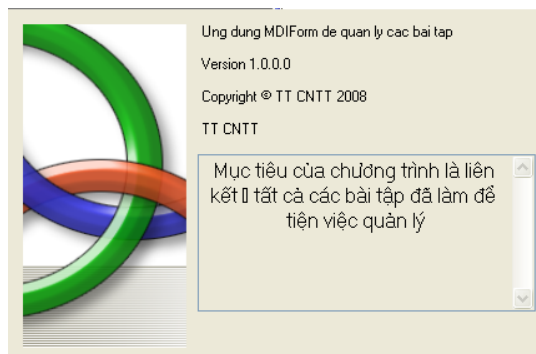 Ung dung MDIForm de quan ly cac bai tap
Version 1.0.0.0
Copyright © TT CNTT 2008
TT CNTT
Mục tiêu của chương trình là liên
kết tất cả các bài tập đã làm để
tiện việc quản lý